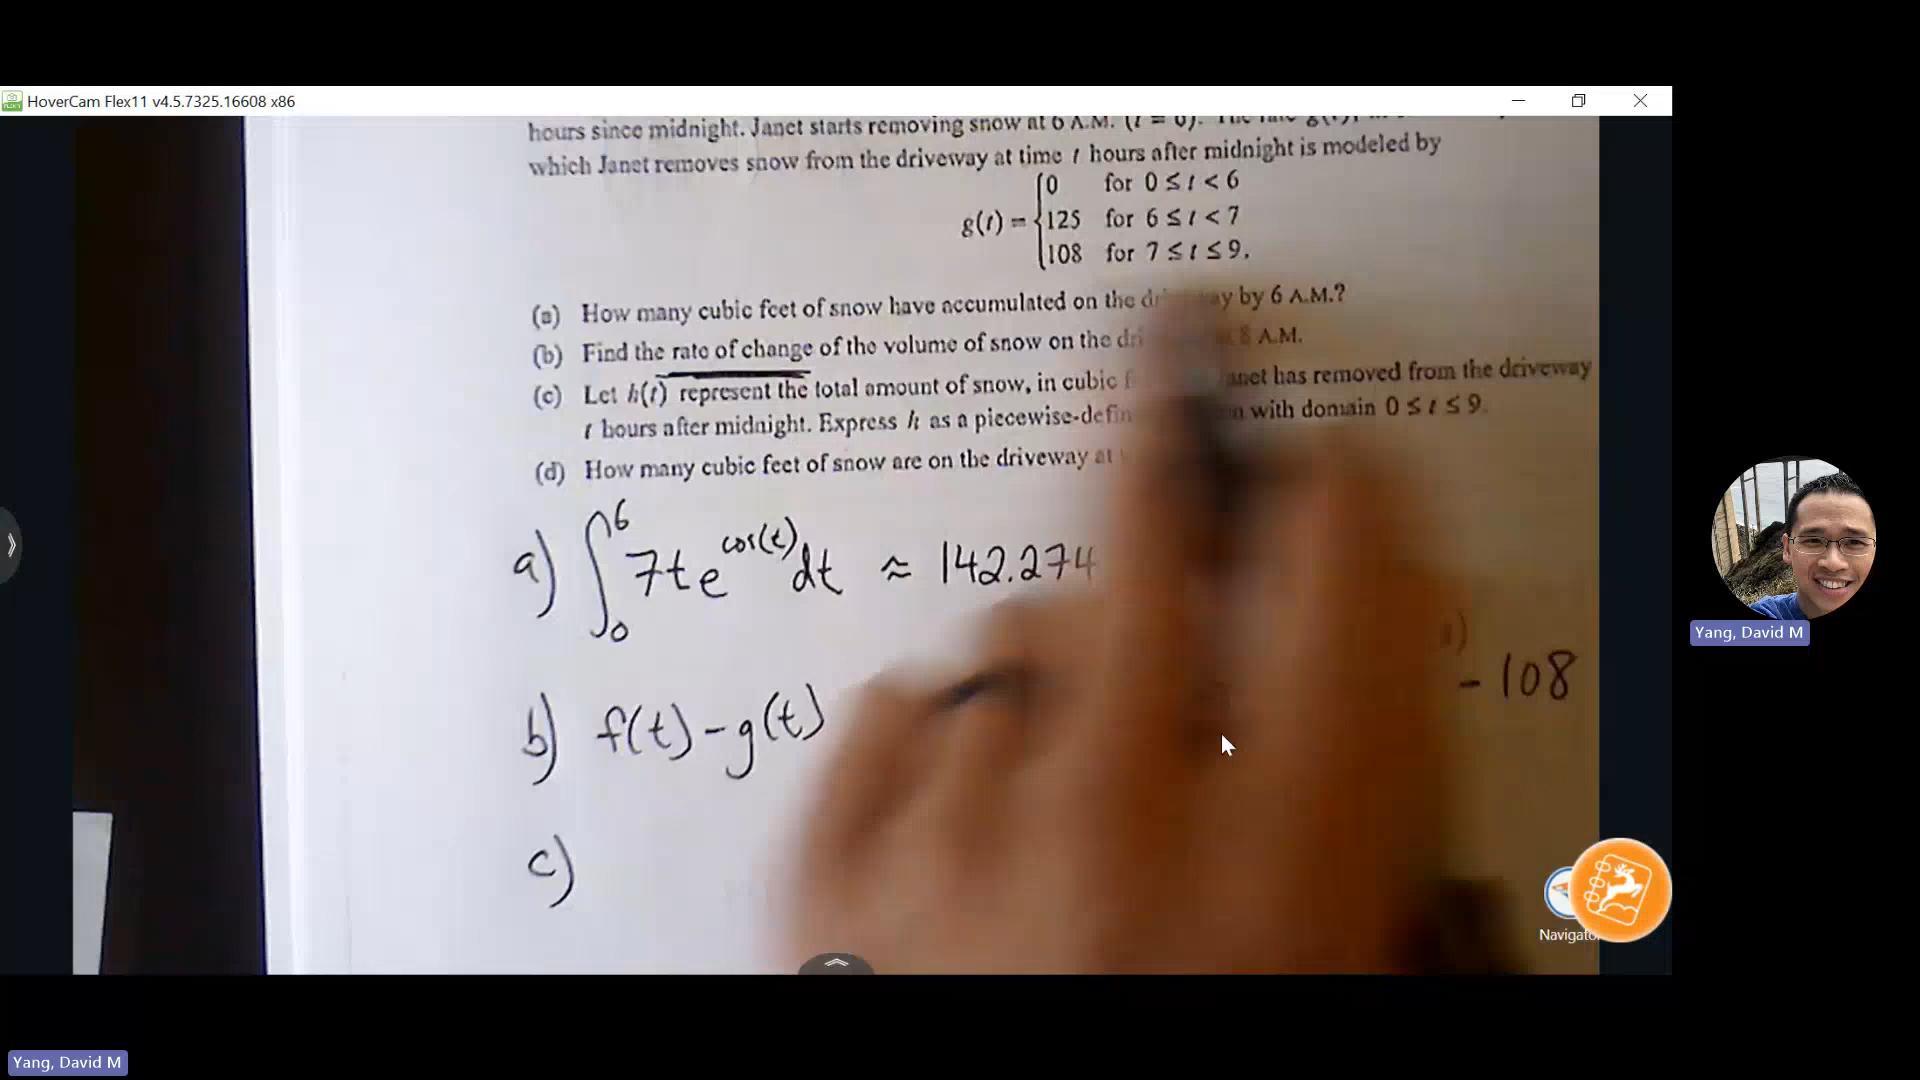 HoverCam Flex11 v4.5.7325.16608 x86
hours since midnight. Janet starts removing snow at 6 A.M. (t = 6). The rate g(t),
which Janet removes snow from the driveway at time t hours after midnight is modeled by
0 for 0 ≤ t < 6
g(t) = 125 for 6 ≤ t < 7
108 for 7 ≤ t ≤ 9.
(a) How many cubic feet of snow have accumulated on the driveway by 6 A.M.?
(b) Find the rate of change of the volume of snow on the 8 A.M.
(c) Let h(t) represent the total amount of snow, in cubic Janet has removed from the driveway
t hours after midnight. Express h as a piecewise-defin with domain 0 ≤ t ≤ 9.
(d) How many cubic feet of snow are on the driveway at
a) ∫₀⁶ 7te^cos(t) dt ≈ 142.274
b) f(t) - g(t) - 108
c)
Navigato
Yang, David M
Yang, David M